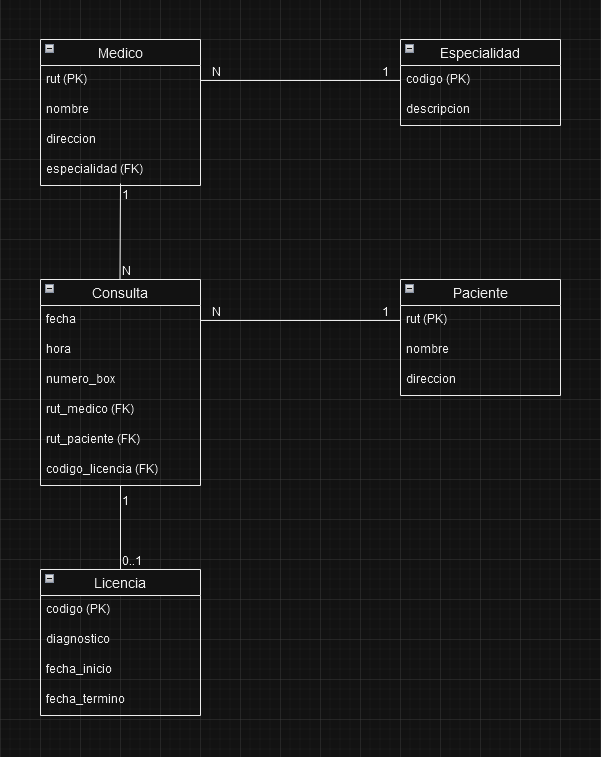 Medico
rut (PK)
nombre
direccion
especialidad (FK)
N
1
Especialidad
codigo (PK)
descripcion
1
N
Consulta
fecha
hora
numero_box
rut_medico (FK)
rut_paciente (FK)
codigo_licencia (FK)
N
1
Paciente
rut (PK)
nombre
direccion
1
0..1
Licencia
codigo (PK)
diagnostico
fecha_inicio
fecha_termino